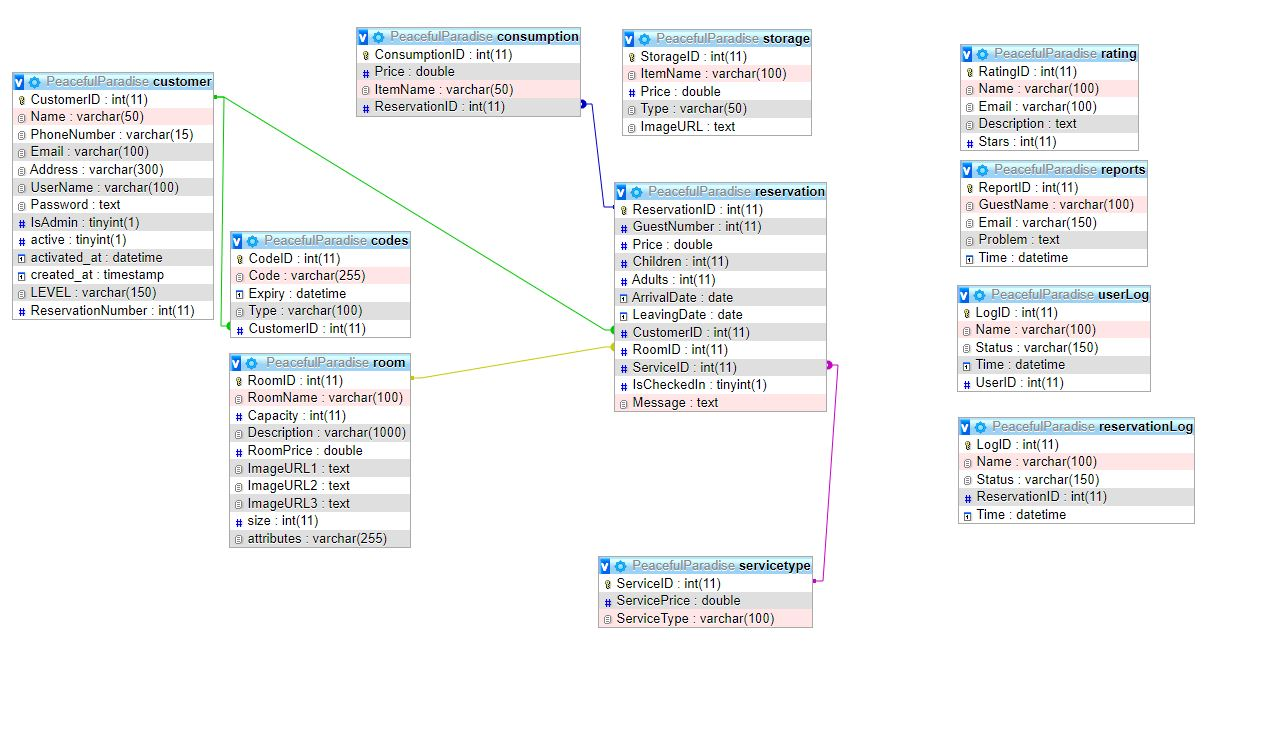 PeacefulParadise customer
CustomerID : int(11)
Name : varchar(50)
PhoneNumber : varchar(15)
Email : varchar(100)
Address : varchar(300)
UserName : varchar(100)
Password : text
IsAdmin : tinyint(1)
active : tinyint(1)
activated_at : datetime
created_at : timestamp
LEVEL : varchar(150)
ReservationNumber : int(11)
PeacefulParadise codes
CodeID : int(11)
Code : varchar(255)
Expiry : datetime
Type : varchar(100)
CustomerID : int(11)
PeacefulParadise room
RoomID : int(11)
RoomName : varchar(100)
Capacity : int(11)
Description : varchar(1000)
RoomPrice : double
ImageURL1 : text
ImageURL2 : text
ImageURL3 : text
size : int(11)
attributes : varchar(255)
PeacefulParadise consumption
ConsumptionID : int(11)
Price : double
ItemName : varchar(50)
ReservationID : int(11)
PeacefulParadise storage
StorageID : int(11)
ItemName : varchar(100)
Price : double
Type : varchar(50)
ImageURL : text
PeacefulParadise reservation
ReservationID : int(11)
GuestNumber : int(11)
Price : double
Children : int(11)
Adults : int(11)
ArrivalDate : date
LeavingDate : date
CustomerID : int(11)
RoomID : int(11)
ServiceID : int(11)
IsCheckedIn : tinyint(1)
Message : text
PeacefulParadise servicetype
ServiceID : int(11)
ServicePrice : double
ServiceType : varchar(100)
PeacefulParadise rating
RatingID : int(11)
Name : varchar(100)
Email : varchar(100)
Description : text
Stars : int(11)
PeacefulParadise reports
ReportID : int(11)
GuestName : varchar(100)
Email : varchar(150)
Problem : text
Time : datetime
PeacefulParadise userLog
LogID : int(11)
Name : varchar(100)
Status : varchar(150)
Time : datetime
UserID : int(11)
PeacefulParadise reservationLog
LogID : int(11)
Name : varchar(100)
Status : varchar(150)
ReservationID : int(11)
Time : datetime